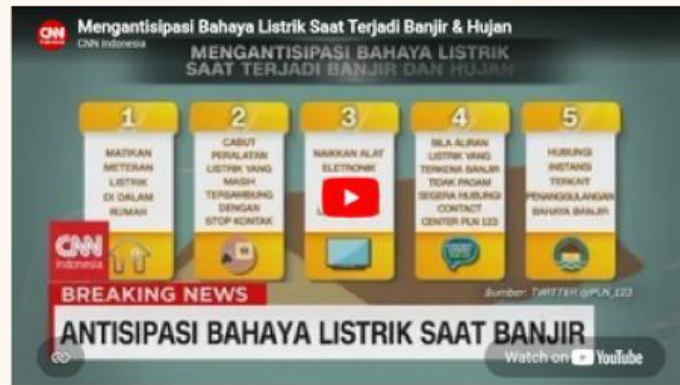 Mengantisipasi Bahaya Listrik Saat Terjadi Banjir & Hujan
CNN Indonesia
CNN
MENGANTISIPASI BAHAYA LISTRIK
SAAT TERJADI BANJIR DAN HUJAN
1
MATIKAN
METERAN
LISTRIK
DI DALAM
RUMAH
2
CABUT
PERALATAN
LISTRIK YANG
MASIH
TERSAMBUNG
DENGAN
STOP KONTAK
3
NAIKKAN ALAT
ELETRONIK
4
BILA ALIRAN
LISTRIK YANG
TERKENA BANJIR
TIDAK PADAM
SEGERA HUBUNGI
CONTACT
CENTER PLN 123
5
HUBUNGI
INSTANSI
TERKAIT
PENANGGULANGAN
BAHAYA BANJIR
CNN
Indonesia
BREAKING NEWS
Sumber: TWITTER @PLN_123
ANTISIPASI BAHAYA LISTRIK SAAT BANJIR
Watch on YouTube